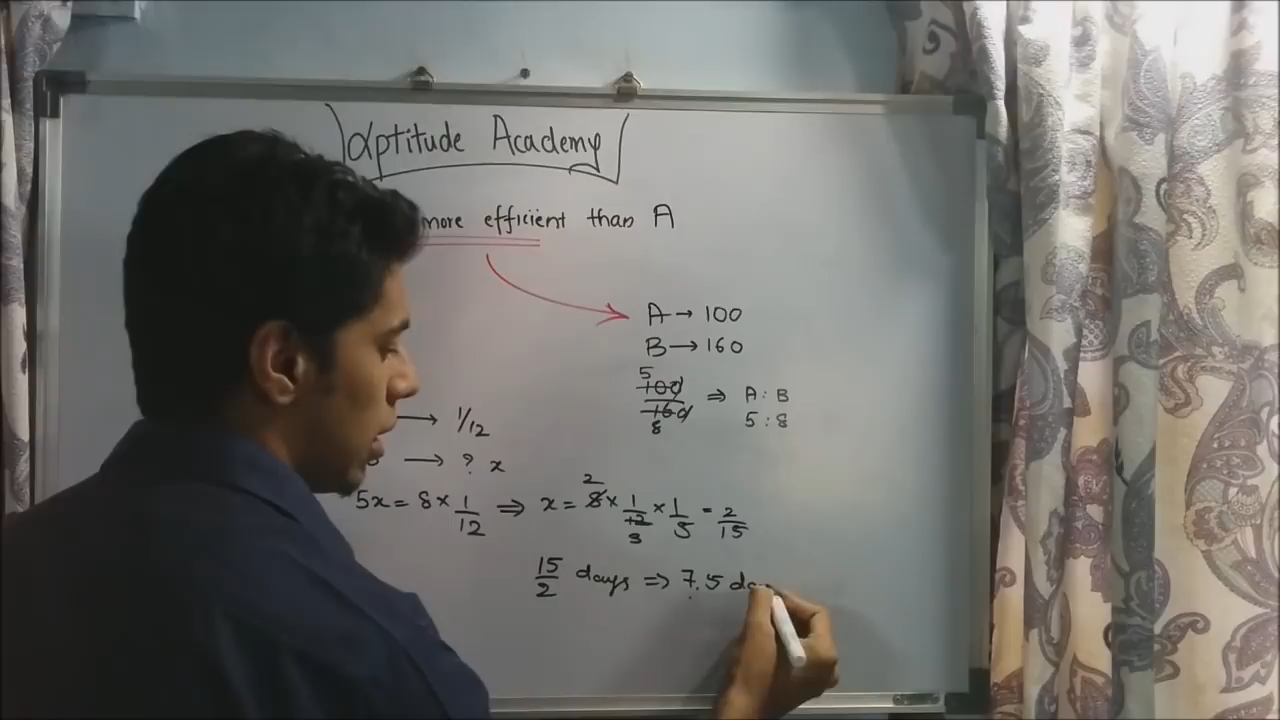 Aptitude Academy
more efficient than A
A → 100
B → 160
5
100/160 ⇒ A : B
8 5 : 8
→ 1/12
→ ? x
5x = 8 × 1/12 ⇒ x = 8 × 1/12 × 1/5 = 2/15
2
3
15/2 days ⇒ 7.5 da